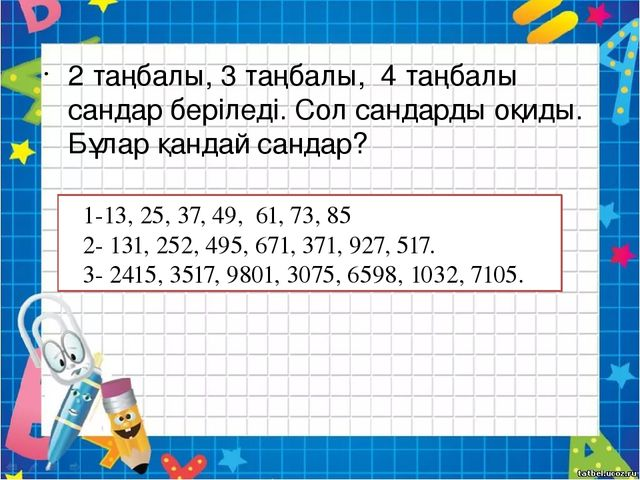 2 таңбалы, 3 таңбалы, 4 таңбалы
сандар беріледі. Сол сандарды оқиды.
Бұлар қандай сандар?
1-13, 25, 37, 49, 61, 73, 85
2- 131, 252, 495, 671, 371, 927, 517.
3- 2415, 3517, 9801, 3075, 6598, 1032, 7105.
tatbel.ucoz.ru